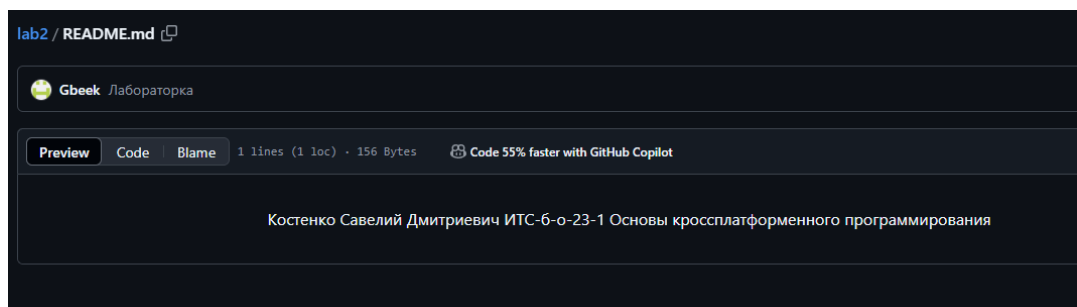 lab2 / README.md
Gbeek Лабораторка
Preview Code Blame 1 lines (1 loc) · 156 Bytes Code 55% faster with GitHub Copilot
Костенко Савелий Дмитриевич ИТС-б-о-23-1 Основы кроссплатформенного программирования